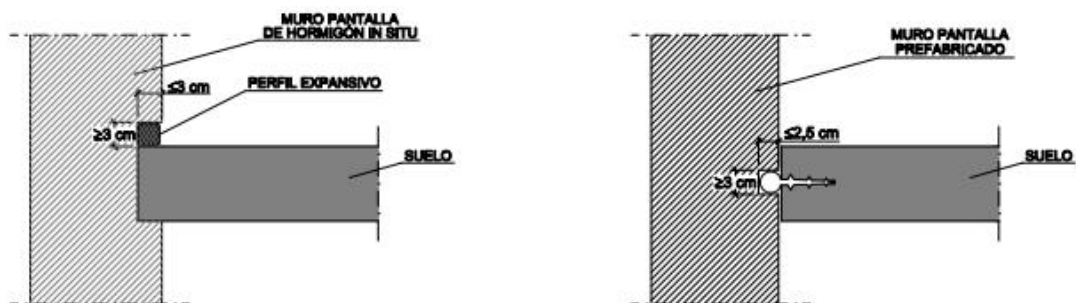 MURO PANTALLA
DE HORMIGÓN IN SITU
≤3 cm
PERFIL EXPANSIVO
≥3 cm
SUELO
MURO PANTALLA
PREFABRICADO
≤2,5 cm
≥3 cm
SUELO